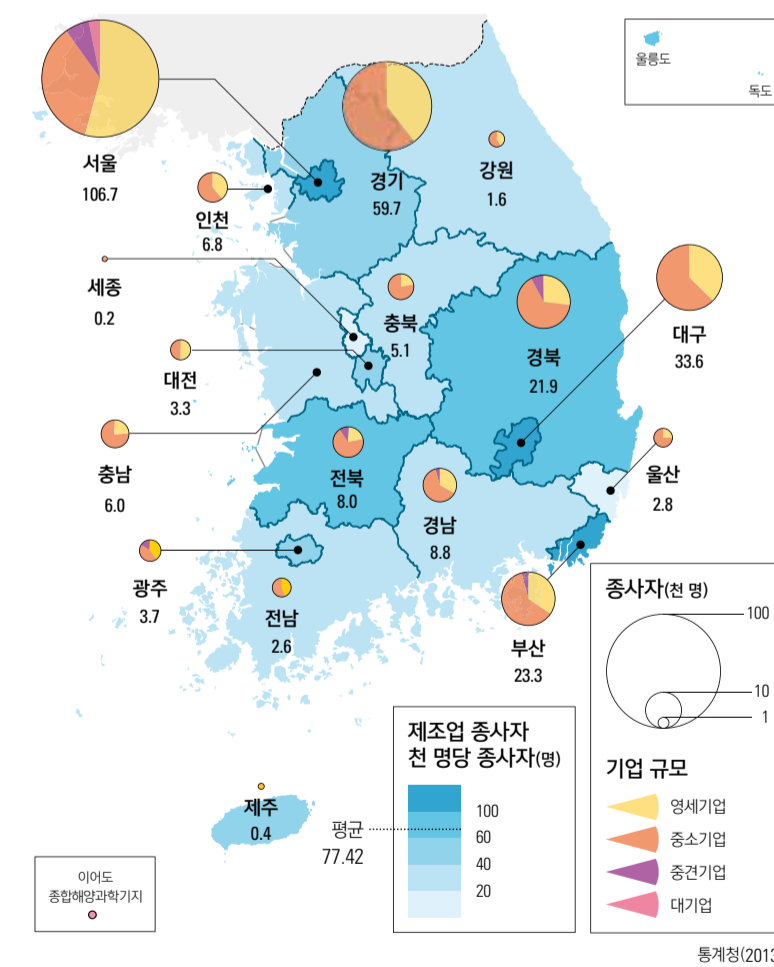 울릉도
독도
서울
106.7
경기
59.7
강원
1.6
인천
6.8
세종
0.2
충북
5.1
대구
33.6
경북
21.9
대전
3.3
충남
6.0
전북
8.0
울산
2.8
경남
8.8
광주
3.7
전남
2.6
부산
23.3
제주
0.4
이어도
종합해양과학기지
제조업 종사자
천 명당 종사자(명)
100
60
40
20
평균
77.42
종사자(천 명)
100
10
1
기업 규모
영세기업
중소기업
중견기업
대기업
통계청(2013